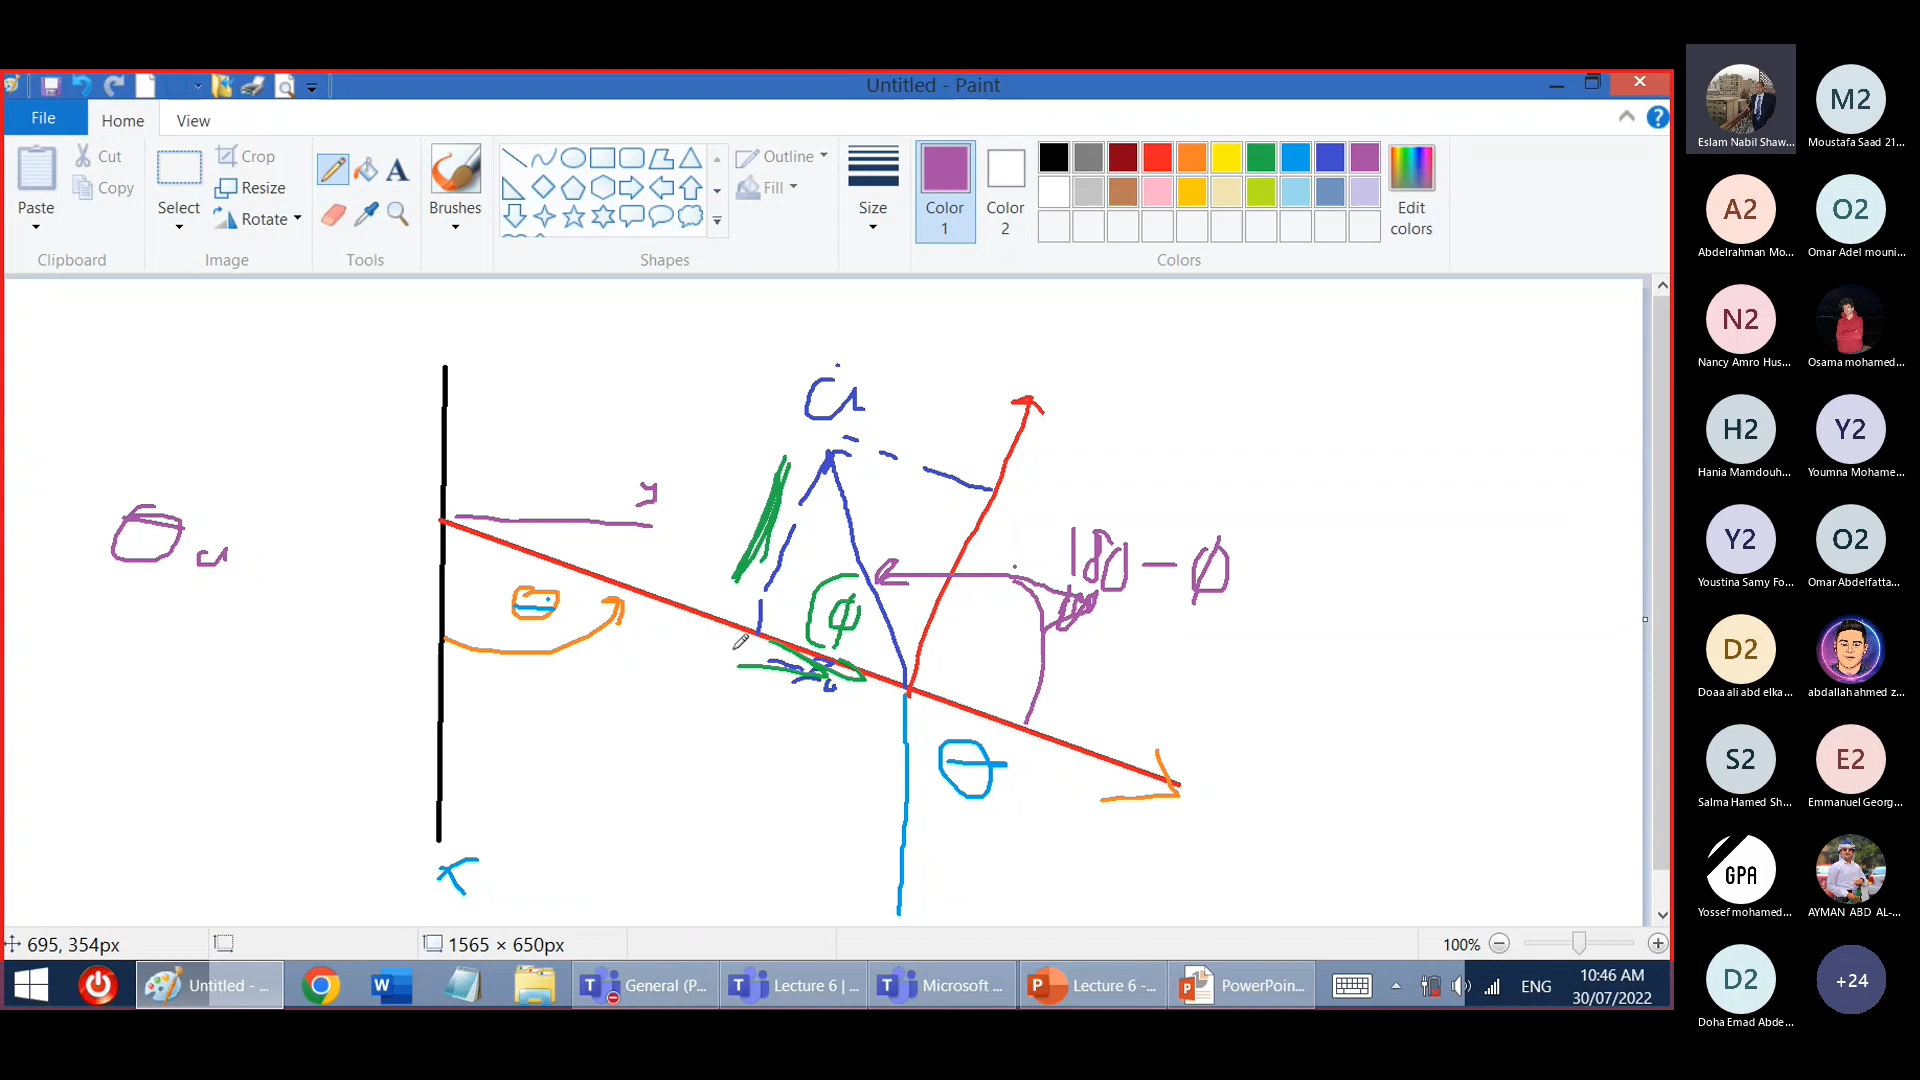 Untitled - Paint
File
Home
View
Cut
Copy
Paste
Clipboard
Crop
Resize
Rotate
Select
Image
A
Tools
Brushes
Outline
Fill
Shapes
Size
Color 1
Color 2
Edit colors
Colors
y
180 - Ø
ϕ
θ
695, 354px
1565 × 650px
100%
Untitled - ...
General (P...
Lecture 6 | ...
Microsoft ...
Lecture 6 -...
PowerPoin...
ENG
10:46 AM
30/07/2022
Eslam Nabil Shaw...
M2
Moustafa Saad 21...
A2
Abdelrahman Mo...
O2
Omar Adel mouni...
N2
Nancy Amro Hus...
Osama mohamed...
H2
Hania Mamdouh...
Y2
Youmna Mohame...
Y2
Youstina Samy Fo...
O2
Omar Abdelfatta...
D2
Doaa ali abd elka...
abdallah ahmed z...
S2
Salma Hamed Sh...
E2
Emmanuel Georg...
GPA
Yossef mohamed...
AYMAN ABD AL-...
D2
Doha Emad Abde...
+24